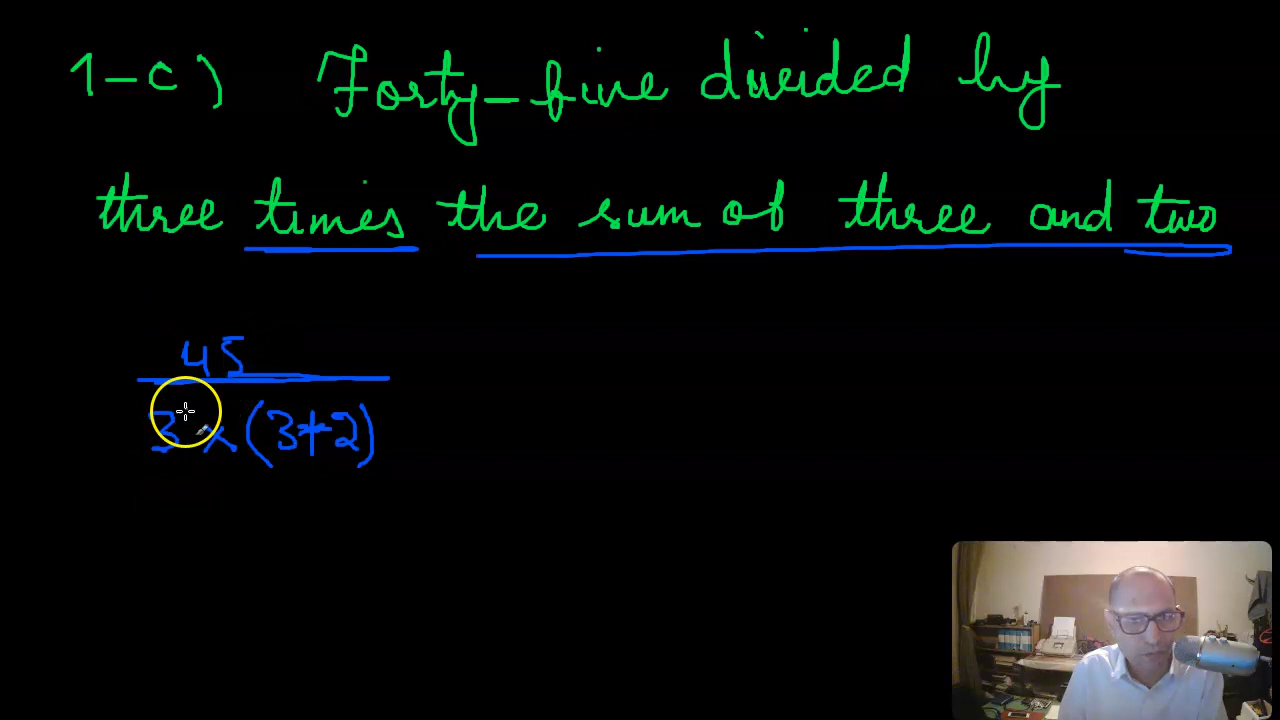 1-c) Forty-five divided by
three times the sum of three and two
45
3 × (3+2)